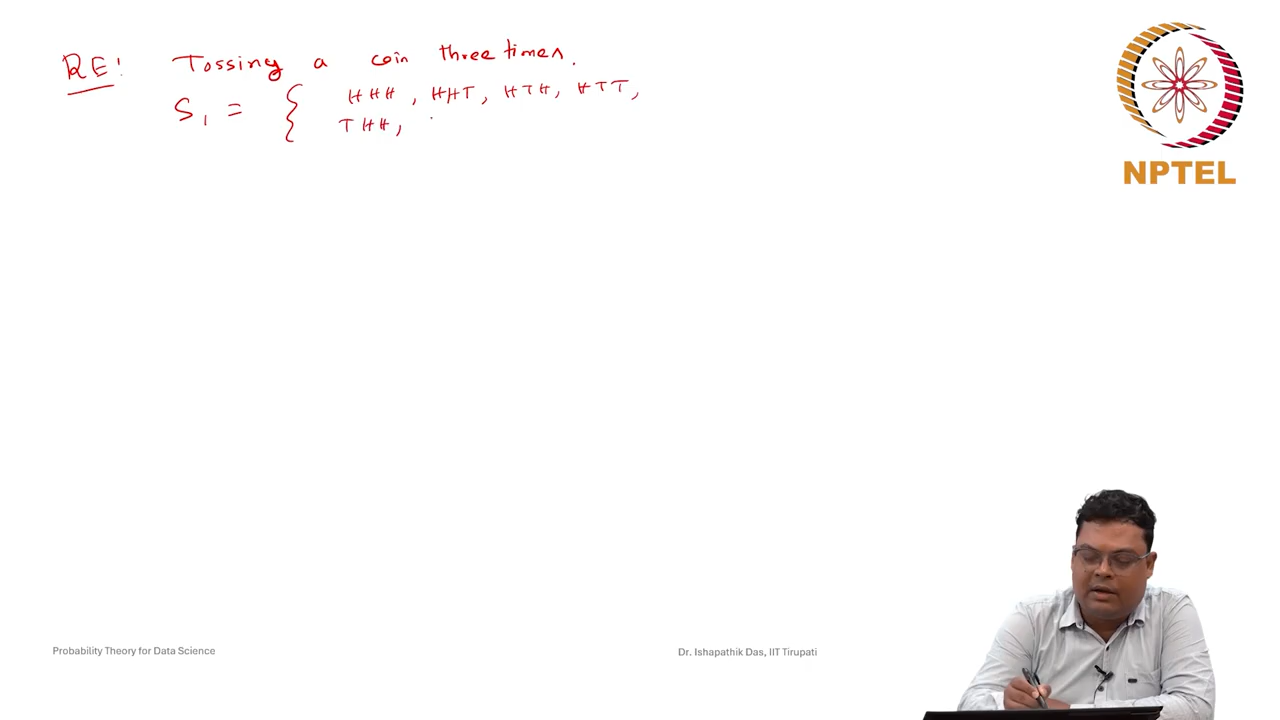 RE: Tossing a coin three times.
S₁ = { HHH, HHT, HTH, HTT,
THH,
NPTEL
Probability Theory for Data Science
Dr. Ishapathik Das, IIT Tirupati